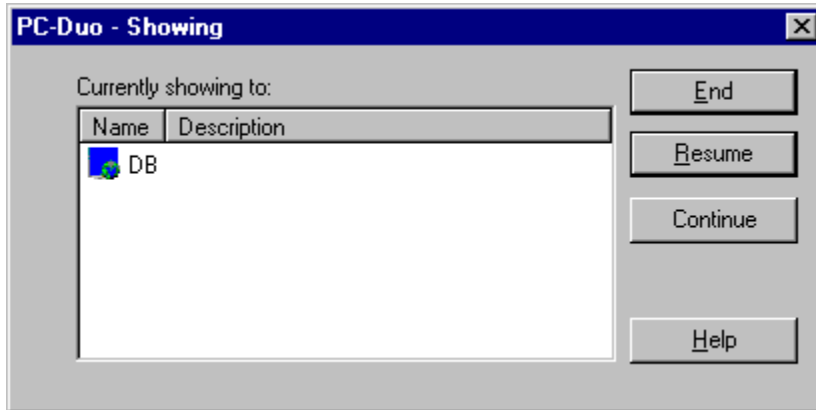 PC-Duo - Showing
Currently showing to:
End
Name Description
DB
Resume
Continue
Help